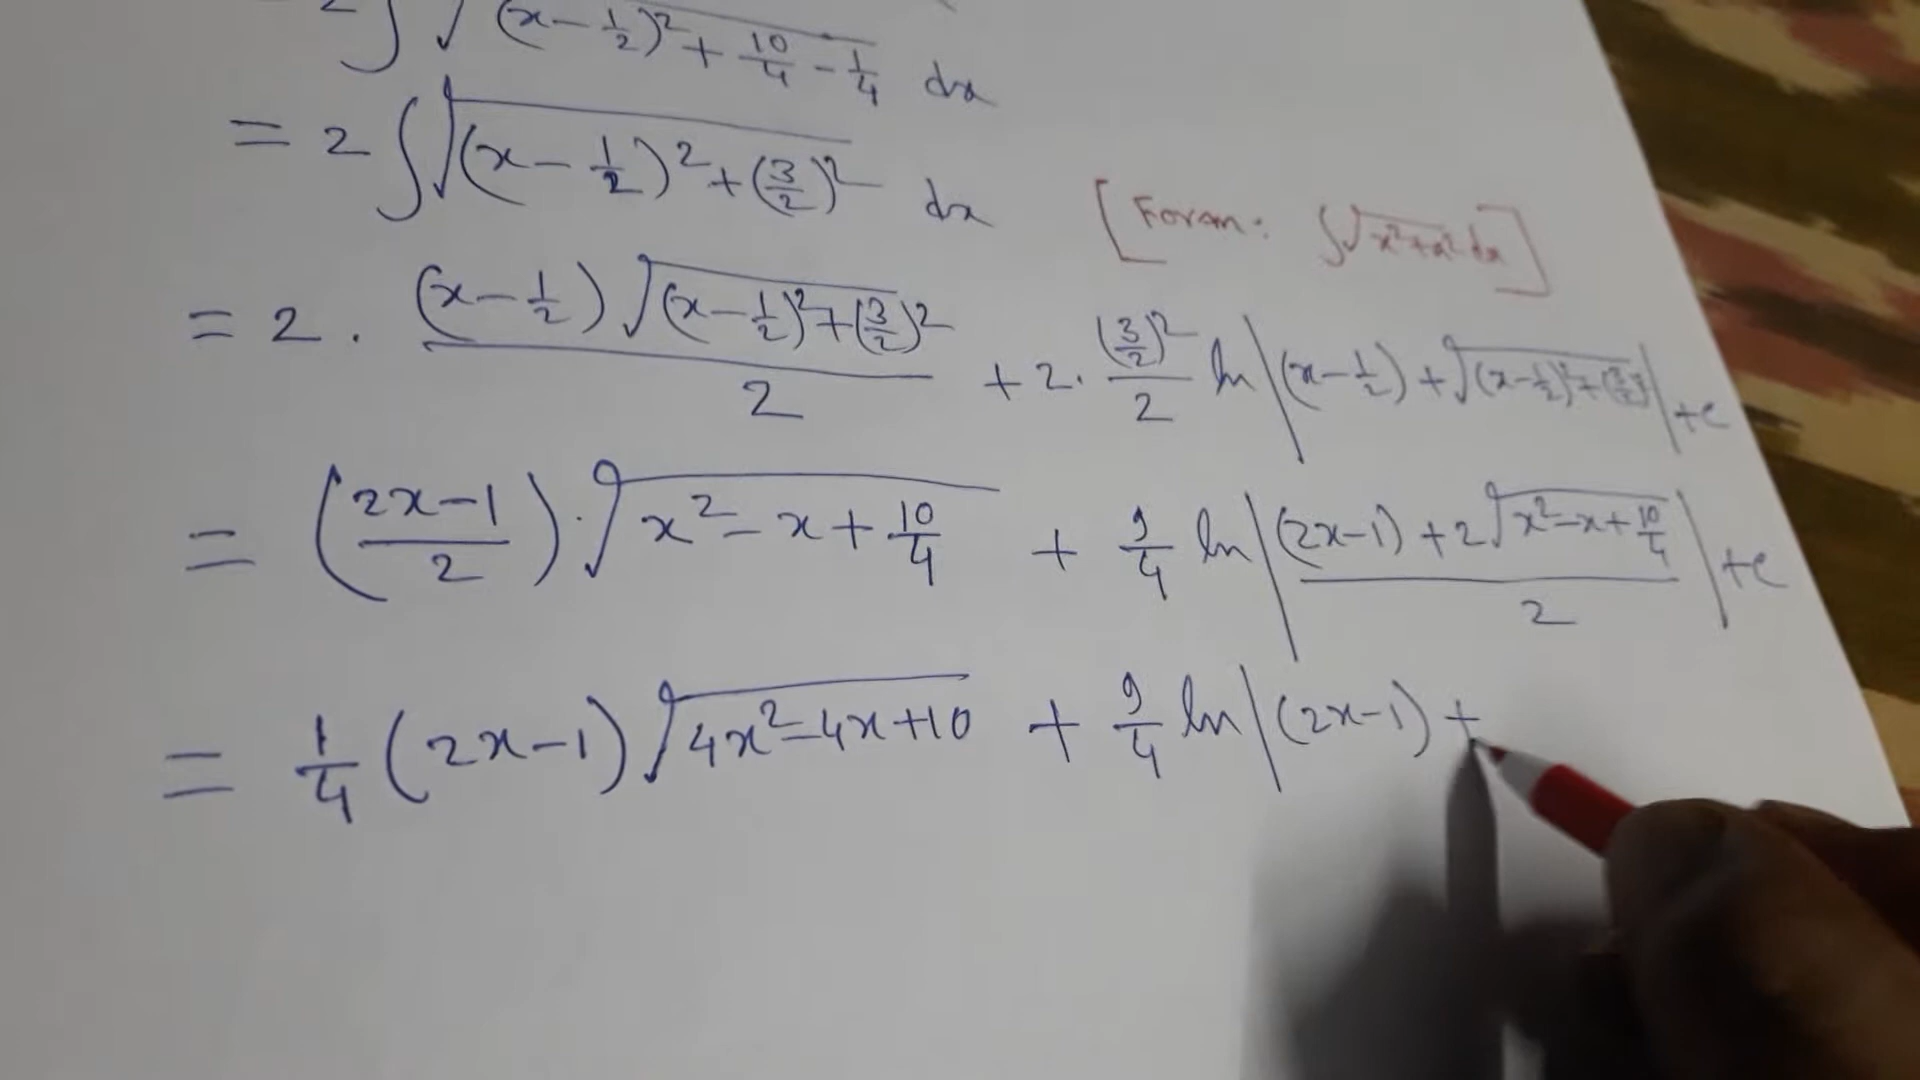 2 ∫ √(x-1/2)² + 10/4 - 1/4 dx
= 2 ∫ √(x-1/2)² + (3/2)² dx
[Foram: ∫√x²+a² dx]
= 2 · (x-1/2) √(x-1/2)² + (3/2)² / 2 + 2 · (3/2)² / 2 ln |(x-1/2) + √(x-1/2)² + (3/2)²| + c
= (2x-1 / 2) · √x² - x + 10/4 + 9/4 ln |(2x-1) + 2√x² - x + 10/4 / 2| + c
= 1/4 (2x-1) √4x² - 4x + 10 + 9/4 ln |(2x-1) +